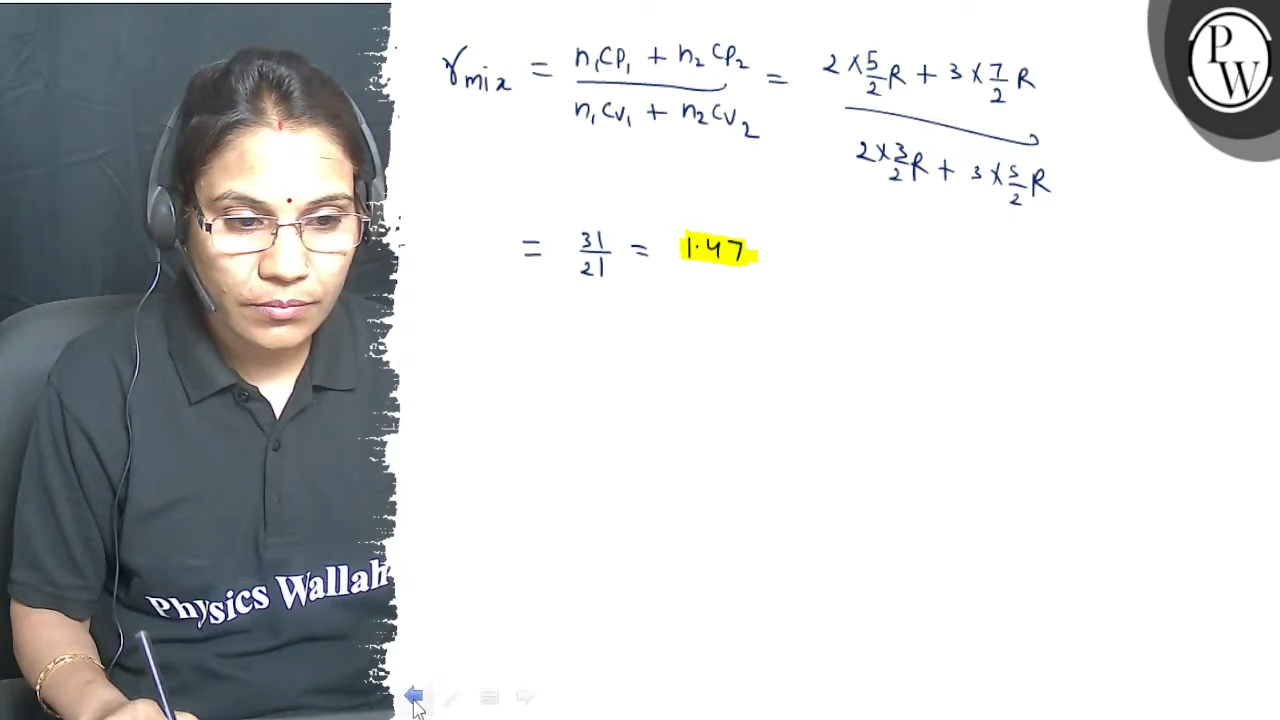 γmix = n₁Cp₁ + n₂Cp₂ / n₁Cv₁ + n₂Cv₂ = 2 × 5/2 R + 3 × 7/2 R / 2 × 3/2 R + 3 × 5/2 R
= 31/21 = 1.47
PW
Physics Wallah